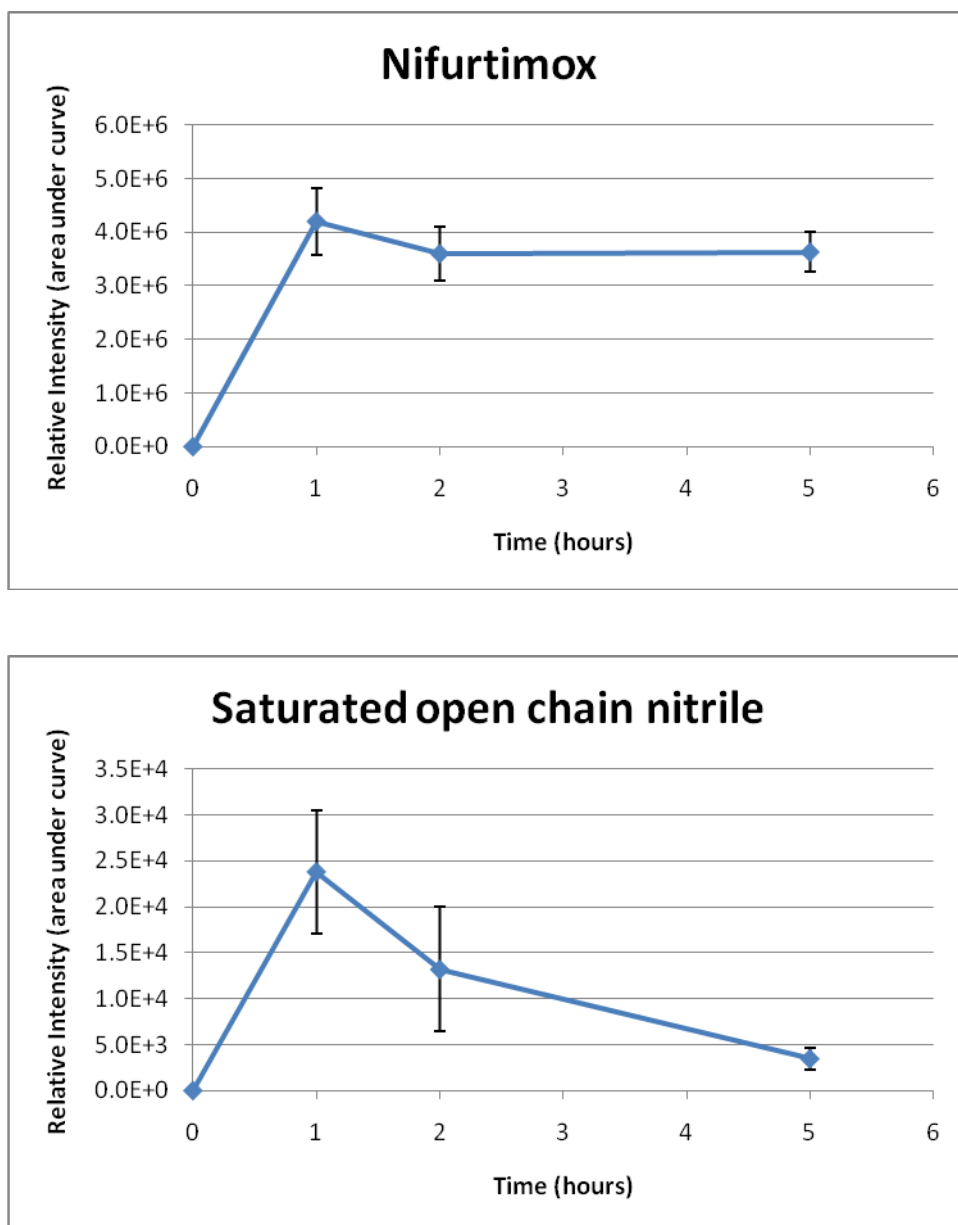 Nifurtimox
Relative Intensity (area under curve)
6.0E+6
5.0E+6
4.0E+6
3.0E+6
2.0E+6
1.0E+6
0.0E+0
0 1 2 3 4 5 6
Time (hours)
Saturated open chain nitrile
Relative Intensity (area under curve)
3.5E+4
3.0E+4
2.5E+4
2.0E+4
1.5E+4
1.0E+4
5.0E+3
0.0E+0
0 1 2 3 4 5 6
Time (hours)